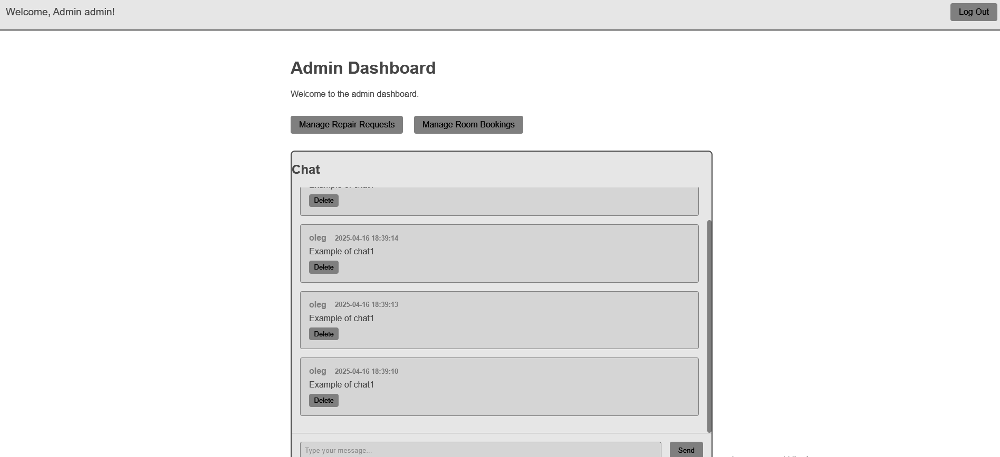 Welcome, Admin admin!
Log Out
Admin Dashboard
Welcome to the admin dashboard.
Manage Repair Requests
Manage Room Bookings
Chat
Delete
oleg 2025-04-16 18:39:14
Example of chat1
Delete
oleg 2025-04-16 18:39:13
Example of chat1
Delete
oleg 2025-04-16 18:39:10
Example of chat1
Delete
Type your message...
Send